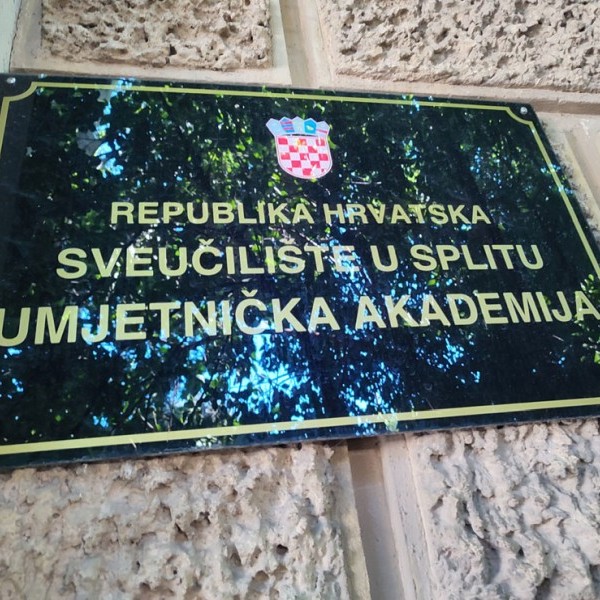 REPUBLIKA HRVATSKA
SVEUČILIŠTE U SPLITU
UMJETNIČKA AKADEMIJA